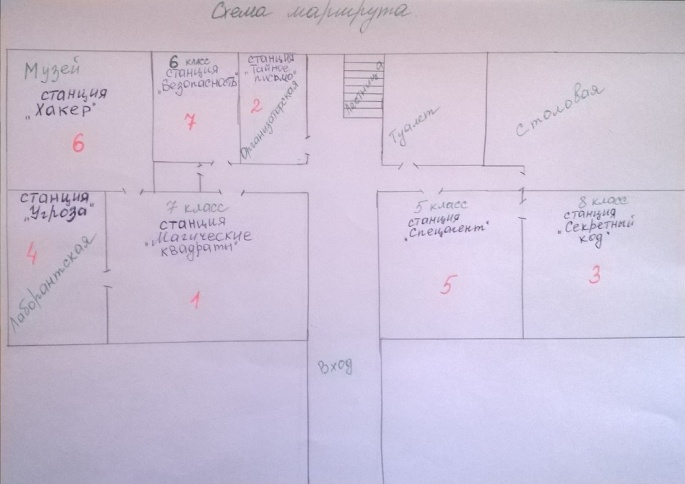 Схема маршрута
Музей
станция
„Хакер"
6
6 класс
станция
„Безопасность"
7
станция
„Тайное
письмо"
2
Организаторская
Лестница
Туалет
Столовая
станция
„Угроза"
4
Лаборантская
7 класс
станция
„Магические
квадраты"
1
5 класс
станция
„Спецагент"
5
8 класс
станция
„Секретный
код"
3
Вход